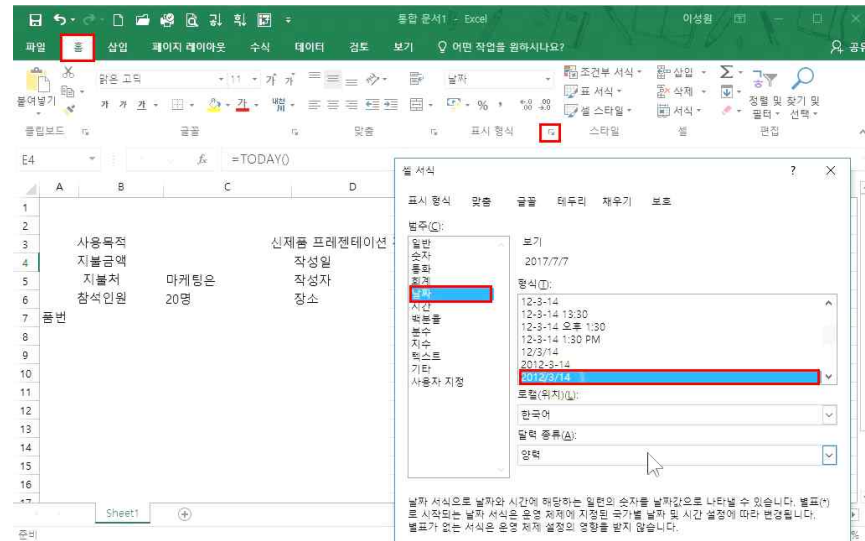 통합 문서1 - Excel 이성원
파일 홈 삽입 페이지 레이아웃 수식 데이터 검토 보기 어떤 작업을 원하시나요? 공유
붙여넣기 맑은 고딕 11 가 가 날짜 조건부 서식 표 서식 셀 스타일 삽입 삭제 서식 정렬 및 필터 찾기 및 선택
가 가 가 가 %
클립보드 글꼴 맞춤 표시 형식 스타일 셀 편집
E4 fx =TODAY()
A B C D
1
2
3 사용목적 신제품 프레젠테이션
4 지불금액 작성일
5 지불처 마케팅은 작성자
6 참석인원 20명 장소
7 품번
8
9
10
11
12
13
14
15
16
17
Sheet1
준비
셀 서식 ? ×
표시 형식 맞춤 글꼴 테두리 채우기 보호
범주(C):
일반
숫자
통화
회계
날짜
시간
백분율
분수
지수
텍스트
기타
사용자 지정
보기
2017/7/7
형식(T):
12-3-14
12-3-14 13:30
12-3-14 오후 1:30
12-3-14 1:30 PM
12/3/14
2012-3-14
2012/3/14
로캘(위치)(L):
한국어
달력 종류(A):
양력
날짜 서식으로 날짜와 시간에 해당하는 일련의 숫자를 날짜값으로 나타낼 수 있습니다. 별표(*)
로 시작되는 날짜 서식은 운영 체제에 지정된 국가별 날짜 및 시간 설정에 따라 변경됩니다.
별표가 없는 서식은 운영 체제 설정의 영향을 받지 않습니다.